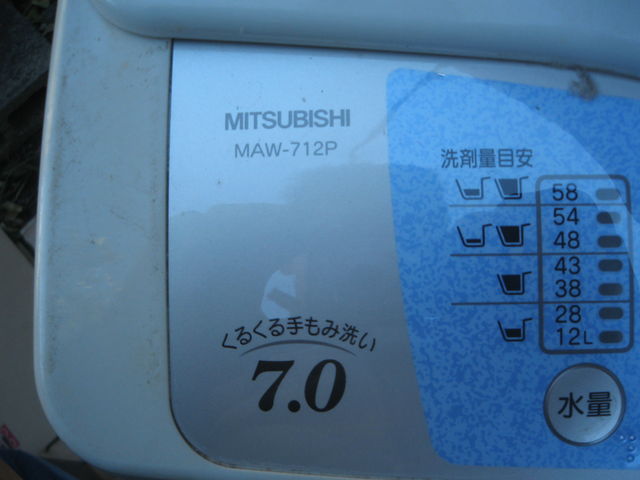 MITSUBISHI
MAW-712P
洗剤量目安
58
54
48
43
38
28
12L
くるくる手もみ洗い
7.0
水量